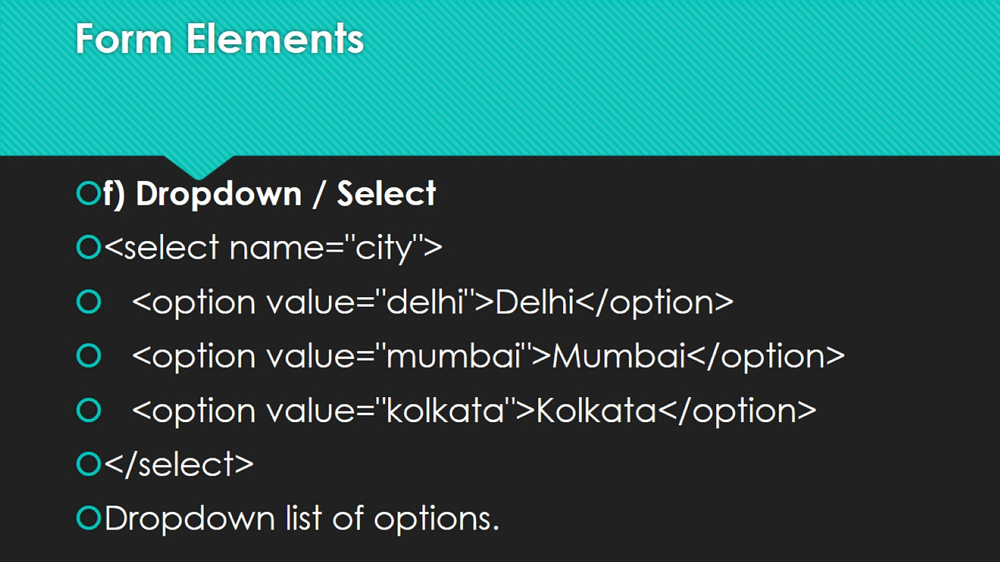 Form Elements
f) Dropdown / Select
<select name="city">
<option value="delhi">Delhi</option>
<option value="mumbai">Mumbai</option>
<option value="kolkata">Kolkata</option>
</select>
Dropdown list of options.